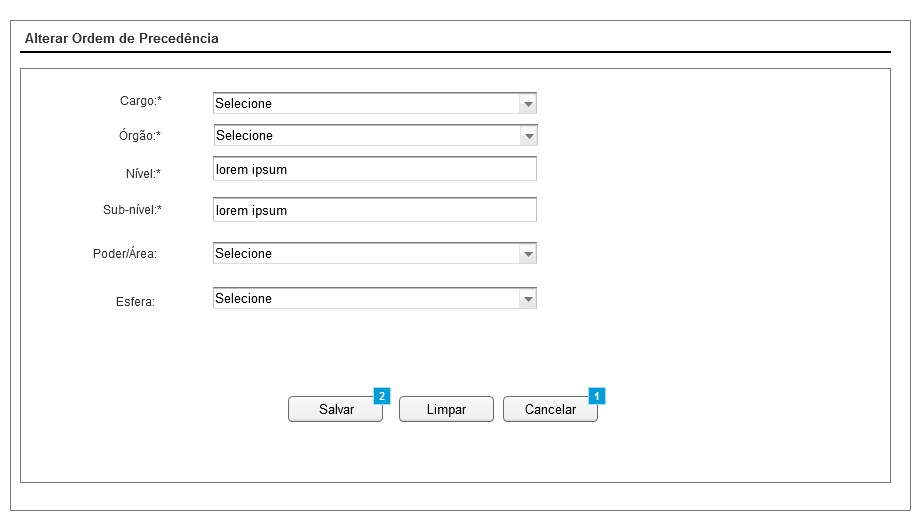 Alterar Ordem de Precedência
Cargo:* Selecione
Órgão:* Selecione
Nível:* lorem ipsum
Sub-nível:* lorem ipsum
Poder/Área: Selecione
Esfera: Selecione
Salvar 2 Limpar Cancelar 1